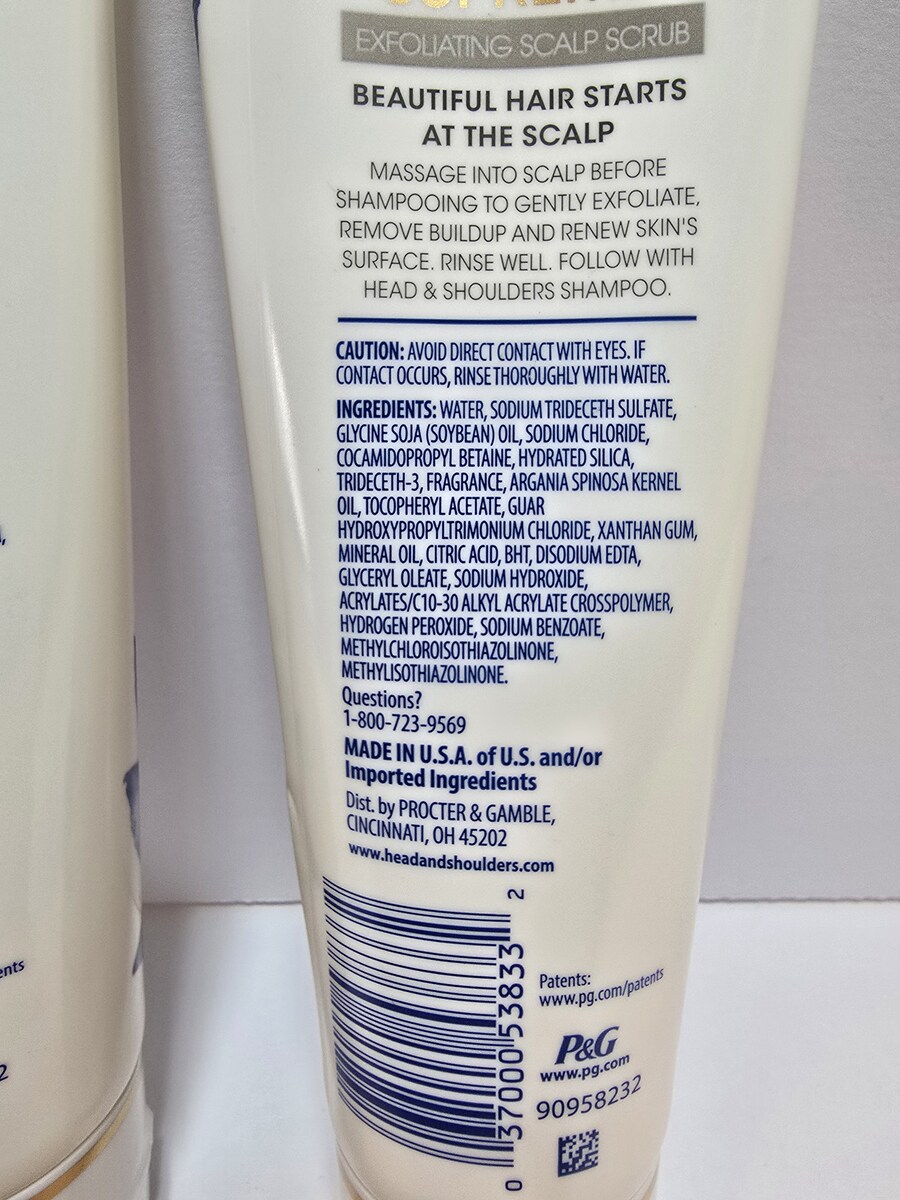 EXFOLIATING SCALP SCRUB
BEAUTIFUL HAIR STARTS
AT THE SCALP
MASSAGE INTO SCALP BEFORE
SHAMPOOING TO GENTLY EXFOLIATE,
REMOVE BUILDUP AND RENEW SKIN'S
SURFACE. RINSE WELL. FOLLOW WITH
HEAD & SHOULDERS SHAMPOO.
CAUTION: AVOID DIRECT CONTACT WITH EYES. IF
CONTACT OCCURS, RINSE THOROUGHLY WITH WATER.
INGREDIENTS: WATER, SODIUM TRIDECETH SULFATE,
GLYCINE SOJA (SOYBEAN) OIL, SODIUM CHLORIDE,
COCAMIDOPROPYL BETAINE, HYDRATED SILICA,
TRIDECETH-3, FRAGRANCE, ARGANIA SPINOSA KERNEL
OIL, TOCOPHERYL ACETATE, GUAR
HYDROXYPROPYLTRIMONIUM CHLORIDE, XANTHAN GUM,
MINERAL OIL, CITRIC ACID, BHT, DISODIUM EDTA,
GLYCERYL OLEATE, SODIUM HYDROXIDE,
ACRYLATES/C10-30 ALKYL ACRYLATE CROSSPOLYMER,
HYDROGEN PEROXIDE, SODIUM BENZOATE,
METHYLCHLOROISOTHIAZOLINONE,
METHYLISOTHIAZOLINONE.
Questions?
1-800-723-9569
MADE IN U.S.A. of U.S. and/or
Imported Ingredients
Dist. by PROCTER & GAMBLE,
CINCINNATI, OH 45202
www.headandshoulders.com
0 37000 53833 2
Patents:
www.pg.com/patents
P&G
www.pg.com
90958232